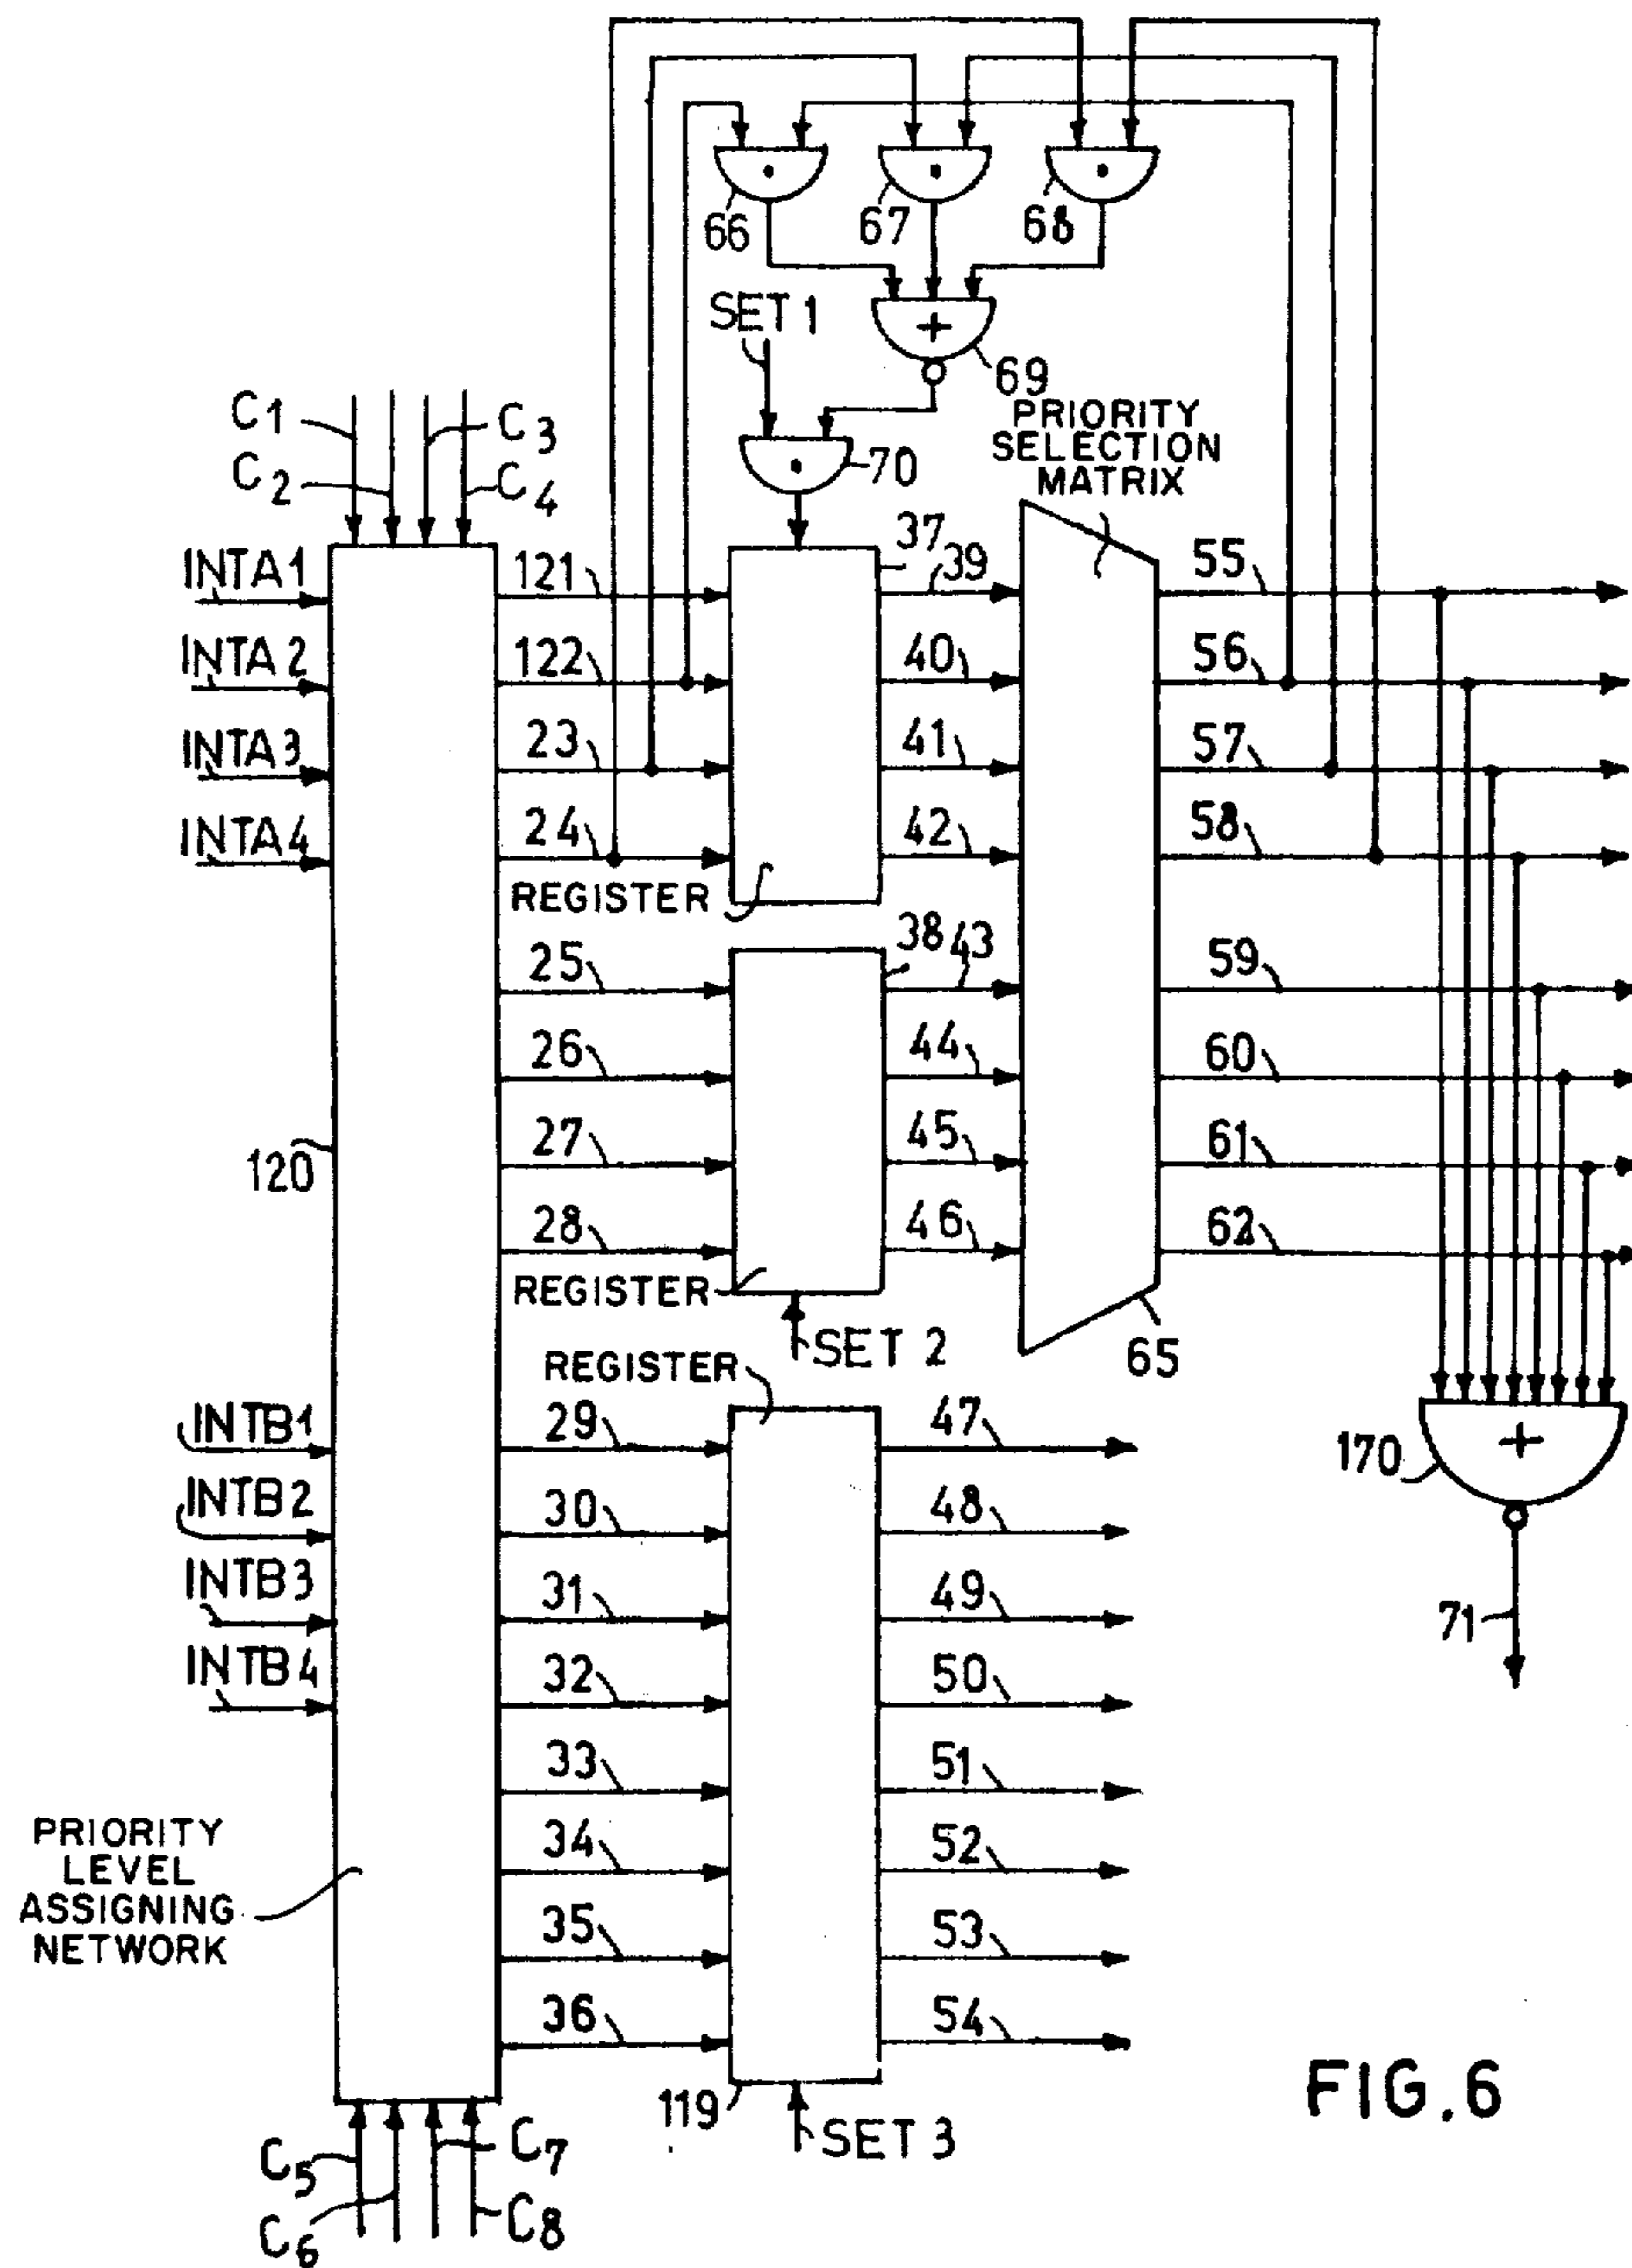 66
67
68
SET 1
+
69
C1
C3
C2
C4
70
PRIORITY
SELECTION
MATRIX
INTA1
INTA2
INTA3
INTA4
121
122
23
24
REGISTER
37
39
40
41
42
55
56
57
58
25
26
27
28
REGISTER
38
43
44
45
46
SET 2
59
60
61
62
65
120
INTB1
INTB2
INTB3
INTB4
REGISTER
29
30
31
32
33
34
35
36
47
48
49
50
51
52
53
54
170
+
71
PRIORITY
LEVEL
ASSIGNING
NETWORK
119
SET 3
C5
C7
C6
C8
FIG.6